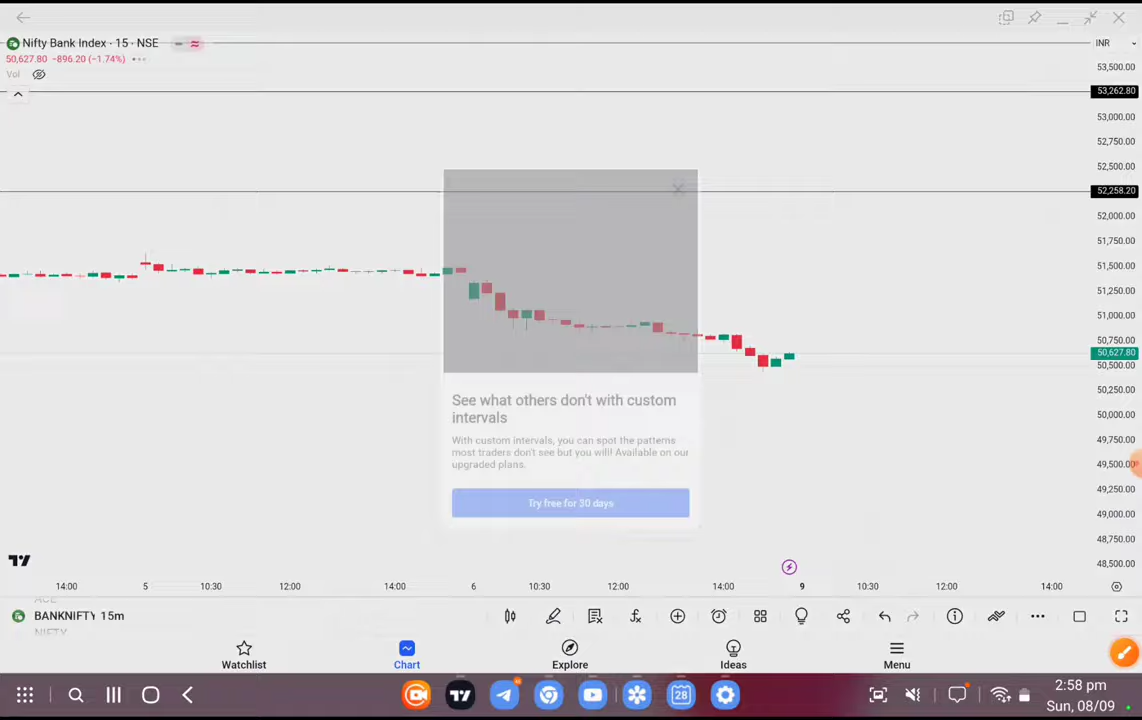 Nifty Bank Index · 15 · NSE
INR
50,627.80 −896.20 (−1.74%)
Vol
53,500.00
53,262.80
53,000.00
52,750.00
52,500.00
52,258.20
52,000.00
51,750.00
51,500.00
51,250.00
51,000.00
50,750.00
50,627.80
50,500.00
50,250.00
50,000.00
49,750.00
49,500.00
49,250.00
49,000.00
48,750.00
48,500.00
See what others don't with custom
intervals
With custom intervals, you can spot the patterns
most traders don't see but you will! Available on our
upgraded plans.
Try free for 30 days
14:00 5 10:30 12:00 14:00 6 10:30 12:00 14:00 9 10:30 12:00 14:00
BANKNIFTY 15m
NIFTY
Watchlist Chart Explore Ideas Menu
28
2:58 pm
Sun, 08/09